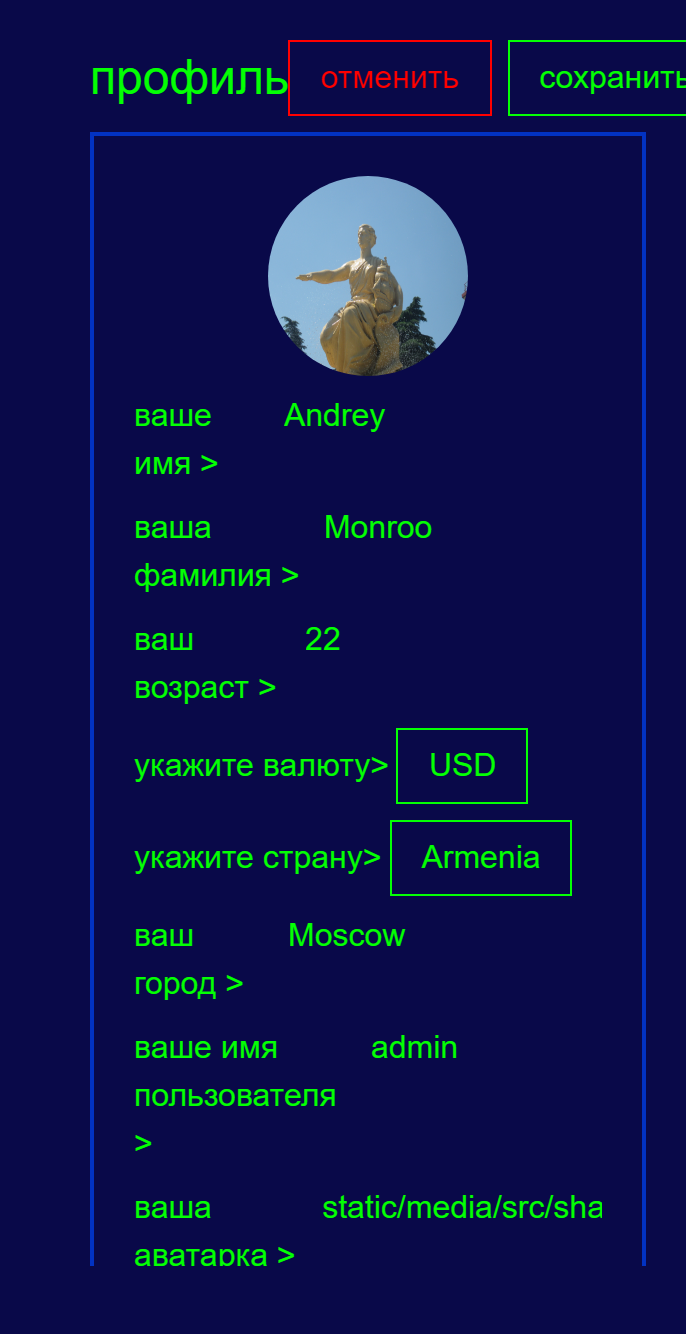 профиль отменить сохранить
ваше Andrey
имя >
ваша Monroo
фамилия >
ваш 22
возраст >
укажите валюту> USD
укажите страну> Armenia
ваш Moscow
город >
ваше имя admin
пользователя
>
ваша static/media/src/sha
аватарка >